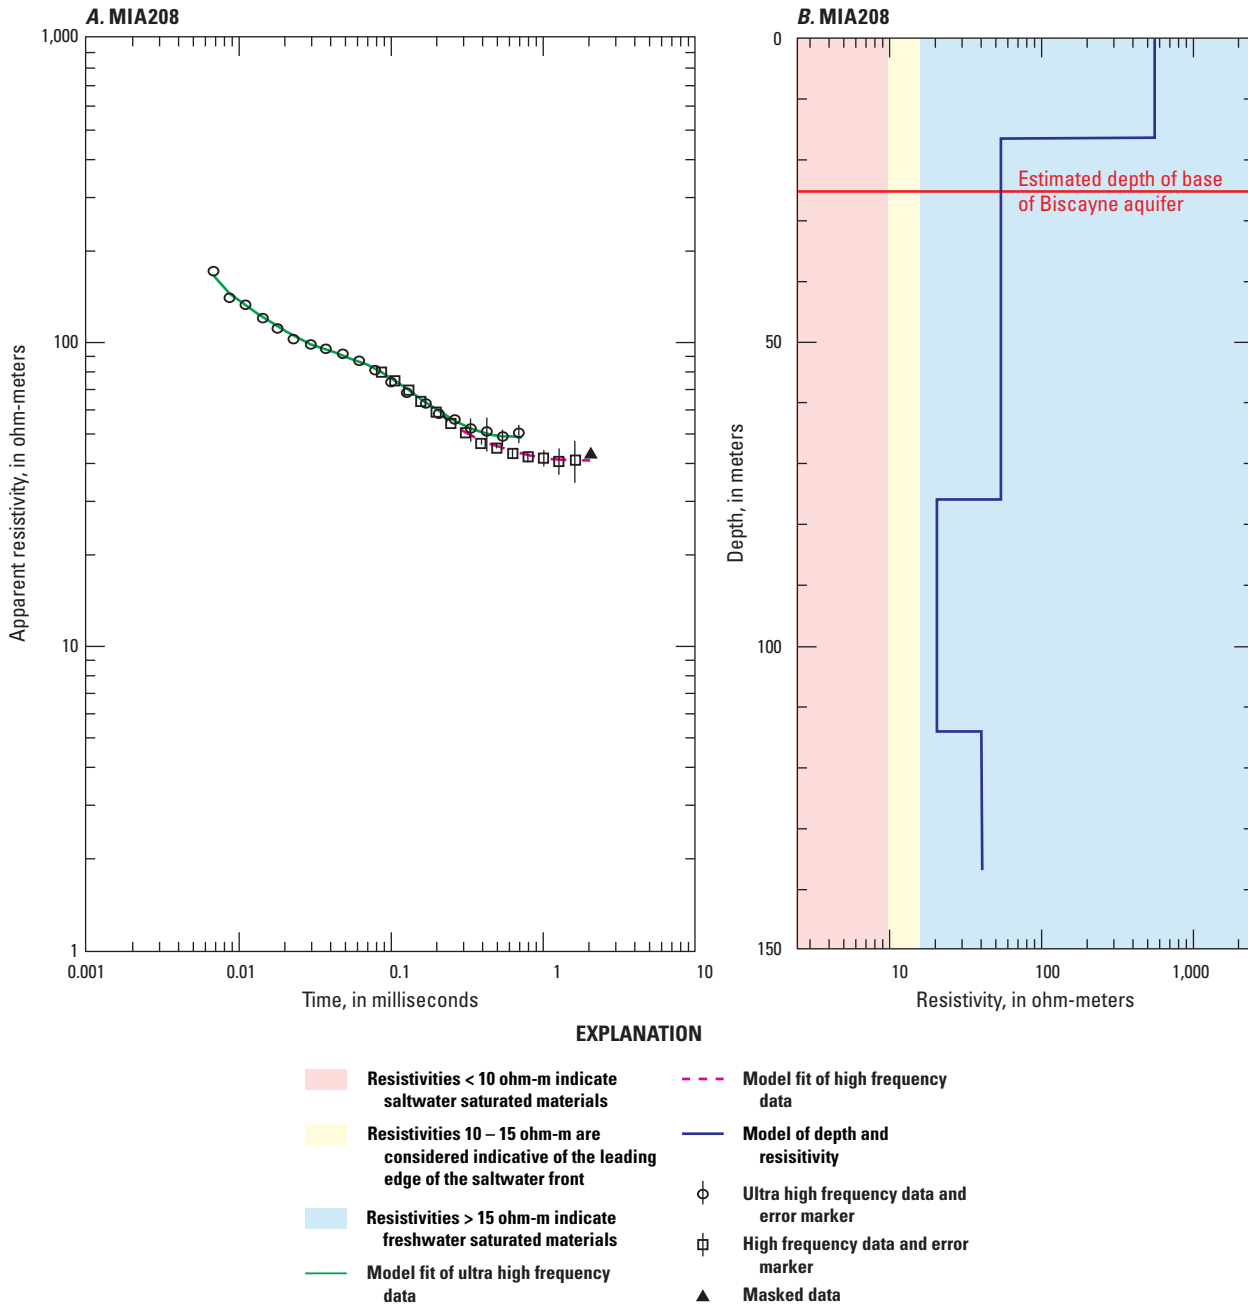 A. MIA208
1,000
100
10
1
0.001
0.01
0.1
1
10
Apparent resistivity, in ohm-meters
Time, in milliseconds
B. MIA208
0
50
100
150
10
100
1,000
Depth, in meters
Resistivity, in ohm-meters
Estimated depth of base
of Biscayne aquifer
EXPLANATION
Resistivities < 10 ohm-m indicate
saltwater saturated materials
Resistivities 10 – 15 ohm-m are
considered indicative of the leading
edge of the saltwater front
Resistivities > 15 ohm-m indicate
freshwater saturated materials
Model fit of ultra high frequency
data
Model fit of high frequency
data
Model of depth and
resisitivity
Ultra high frequency data and
error marker
High frequency data and error
marker
Masked data